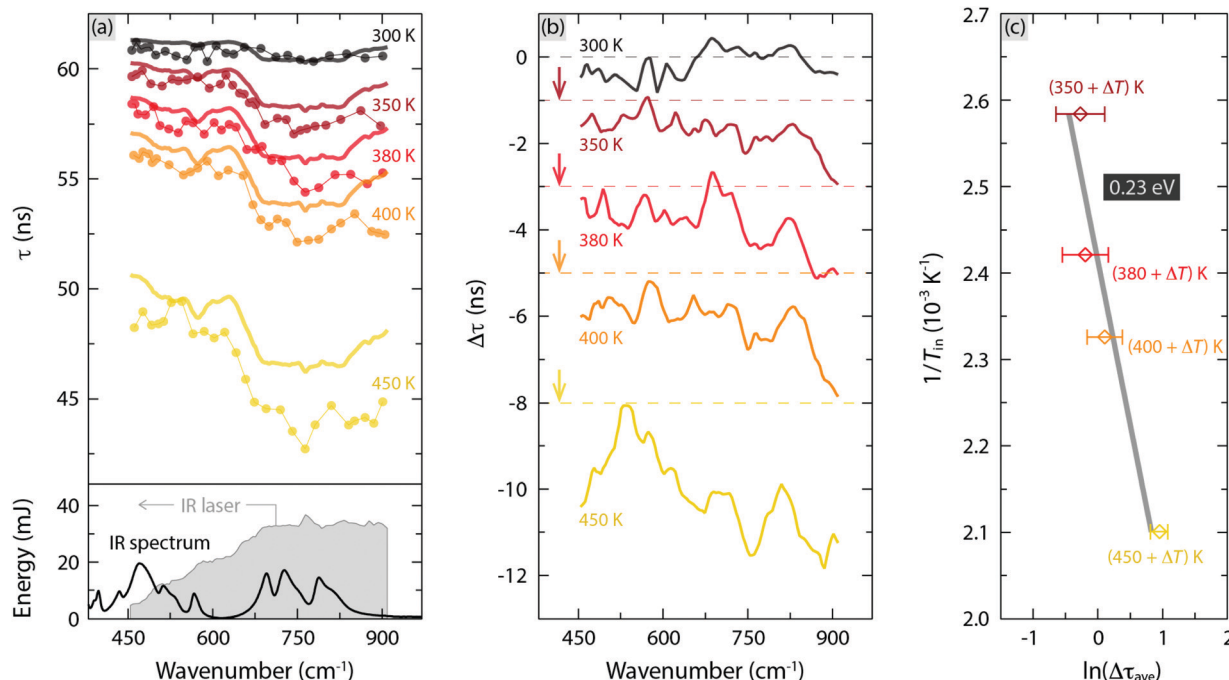 (a)
300 K
350 K
380 K
400 K
450 K
60
55
50
45
τ (ns)
IR laser
IR spectrum
40
20
0
Energy (mJ)
450 600 750 900
Wavenumber (cm⁻¹)
(b)
300 K
350 K
380 K
400 K
450 K
0
-2
-4
-6
-8
-10
-12
Δτ (ns)
450 600 750 900
Wavenumber (cm⁻¹)
(c)
(350 + ΔT) K
0.23 eV
(380 + ΔT) K
(400 + ΔT) K
(450 + ΔT) K
2.7
2.6
2.5
2.4
2.3
2.2
2.1
2.0
1/T_in (10⁻³ K⁻¹)
-1 0 1 2
ln(Δτ_ave)